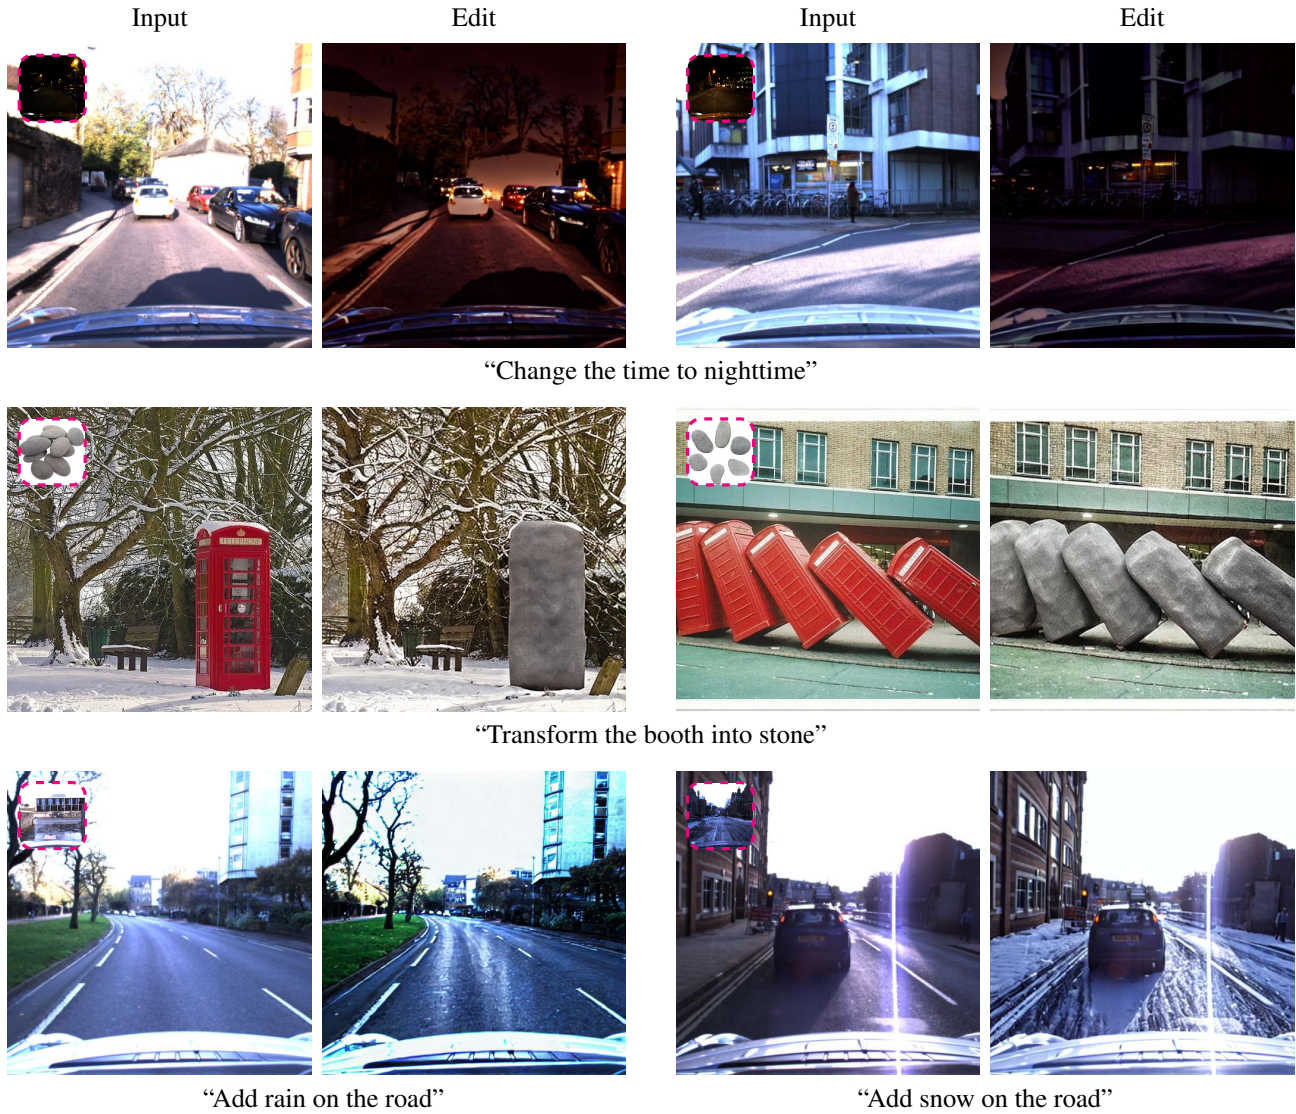 Input Edit Input Edit
“Change the time to nighttime”
TELEPHONE
“Transform the booth into stone”
“Add rain on the road” “Add snow on the road”